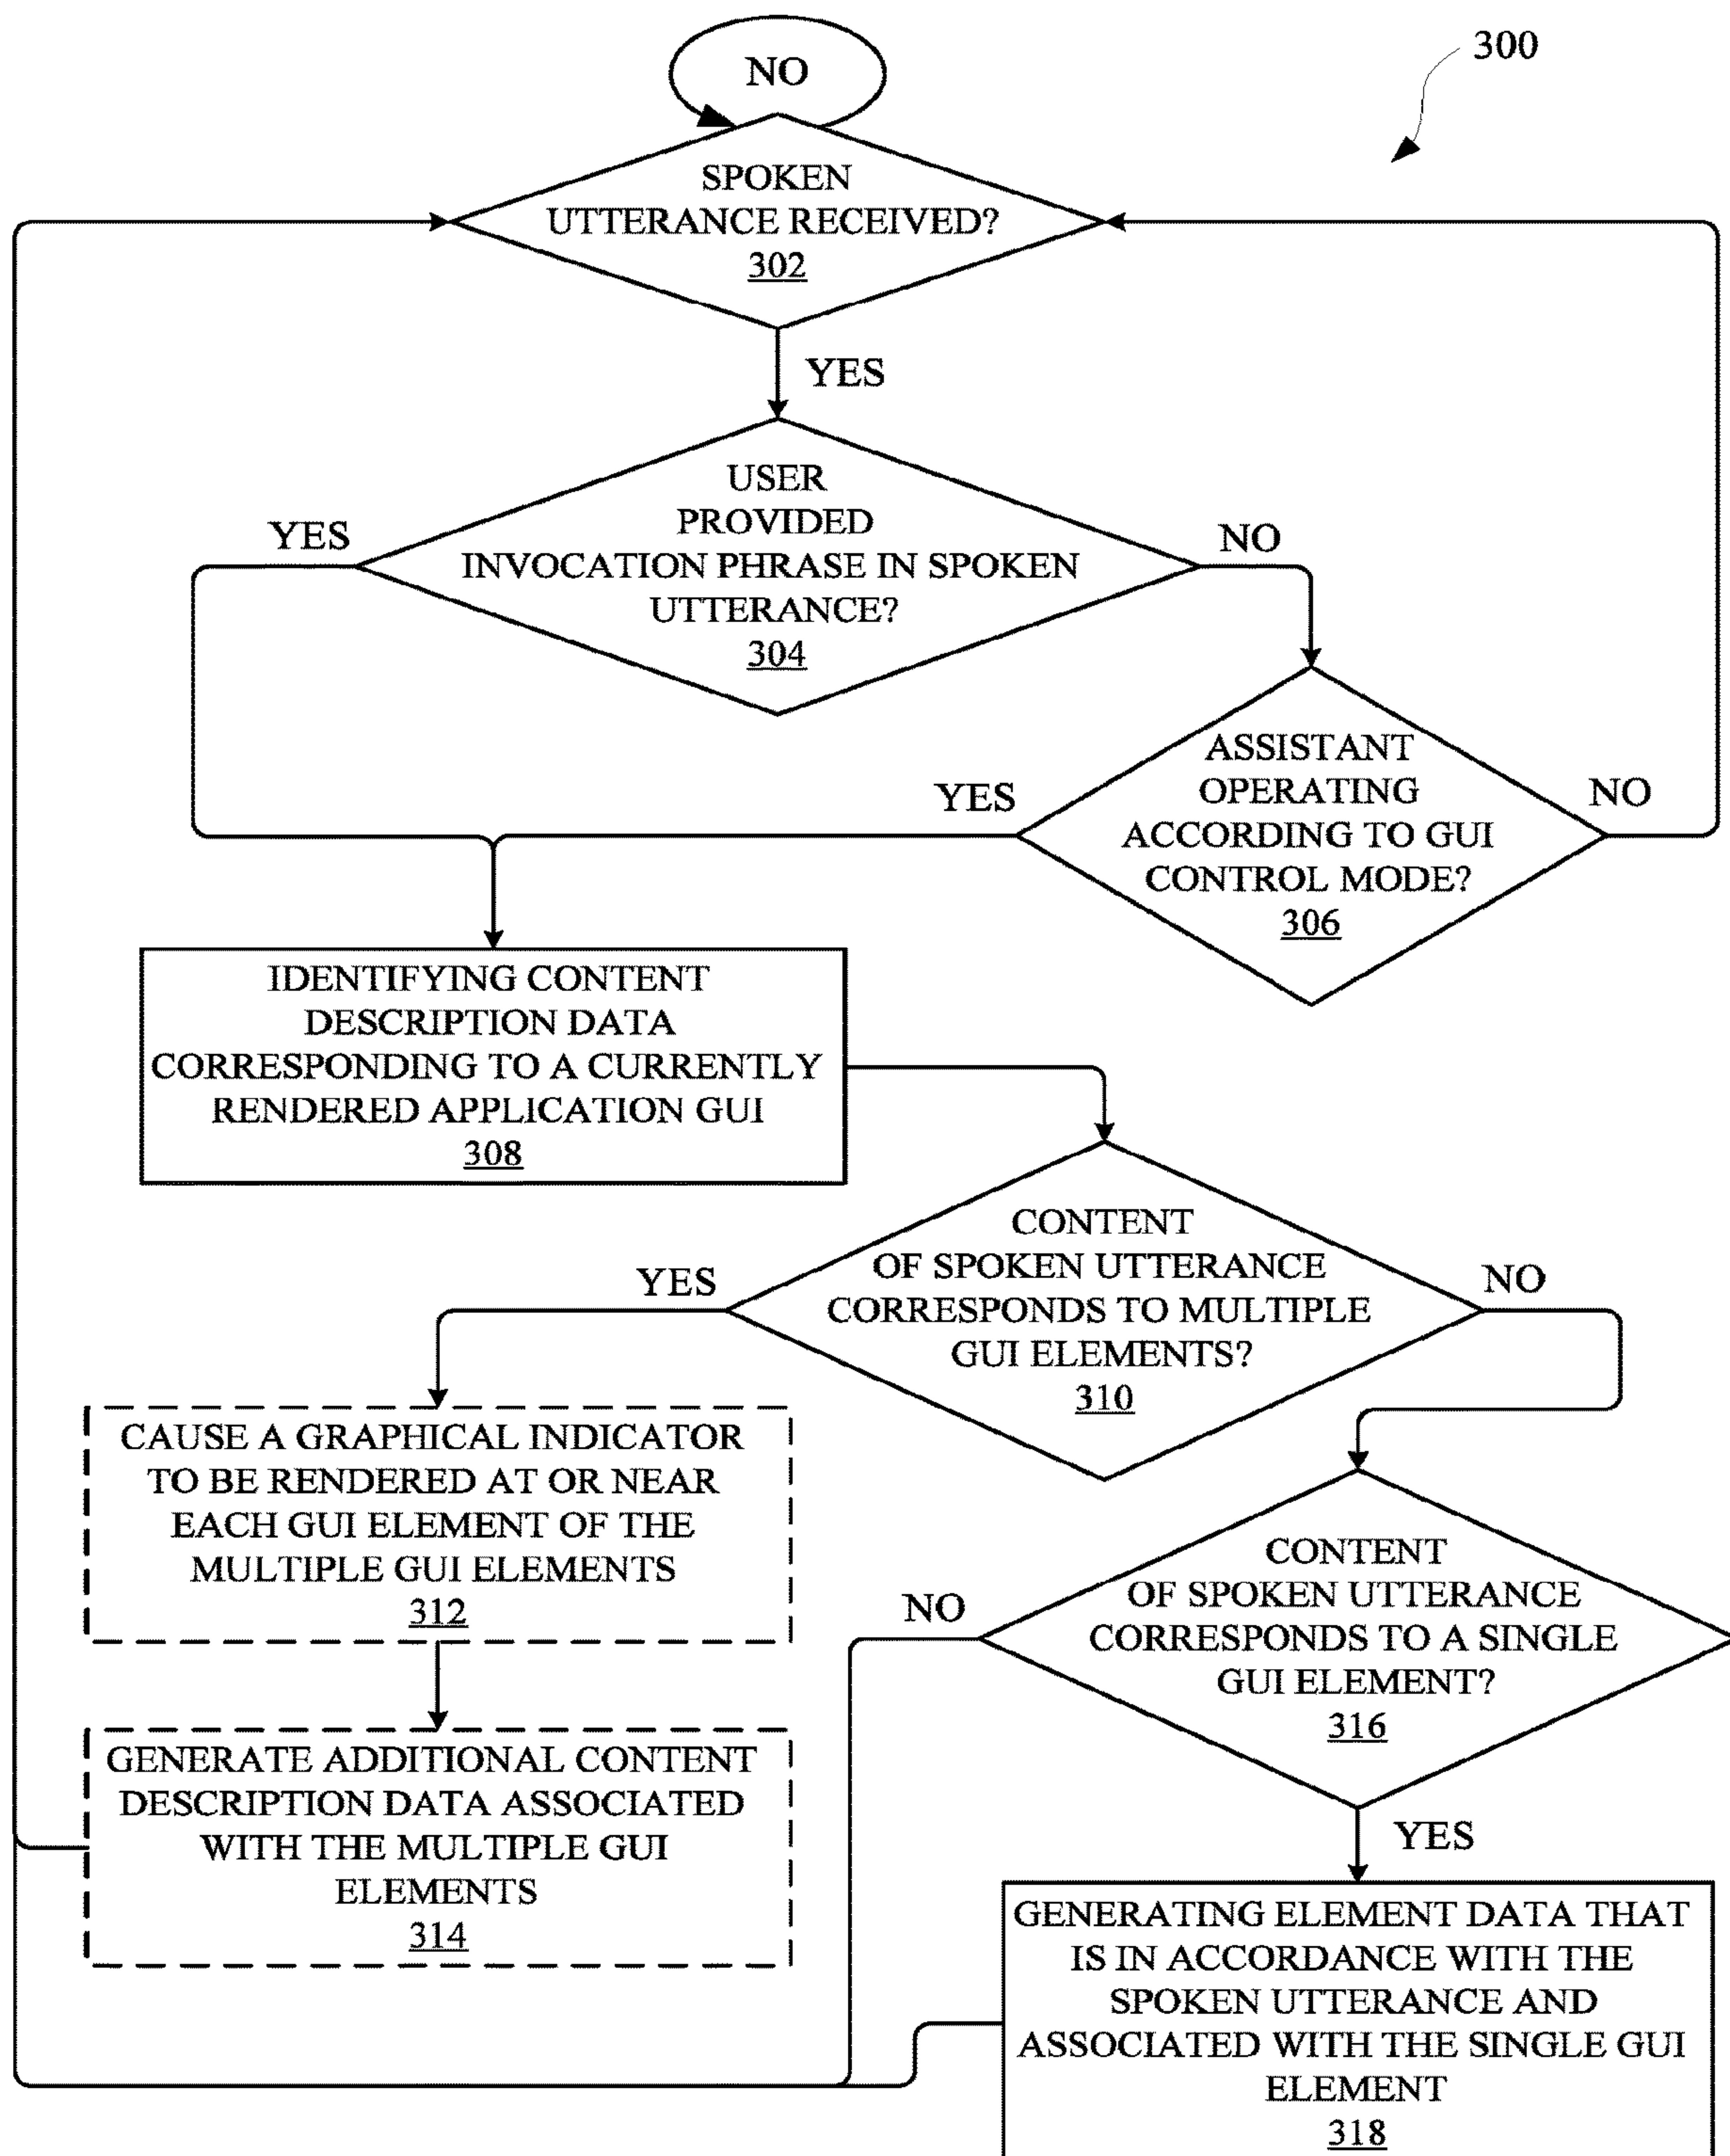 NO
300
SPOKEN
UTTERANCE RECEIVED?
302
YES
USER
PROVIDED
INVOCATION PHRASE IN SPOKEN
UTTERANCE?
304
YES
NO
ASSISTANT
OPERATING
ACCORDING TO GUI
CONTROL MODE?
306
YES
NO
IDENTIFYING CONTENT
DESCRIPTION DATA
CORRESPONDING TO A CURRENTLY
RENDERED APPLICATION GUI
308
CONTENT
OF SPOKEN UTTERANCE
CORRESPONDS TO MULTIPLE
GUI ELEMENTS?
310
YES
NO
CAUSE A GRAPHICAL INDICATOR
TO BE RENDERED AT OR NEAR
EACH GUI ELEMENT OF THE
MULTIPLE GUI ELEMENTS
312
CONTENT
OF SPOKEN UTTERANCE
CORRESPONDS TO A SINGLE
GUI ELEMENT?
316
NO
YES
GENERATE ADDITIONAL CONTENT
DESCRIPTION DATA ASSOCIATED
WITH THE MULTIPLE GUI
ELEMENTS
314
GENERATING ELEMENT DATA THAT
IS IN ACCORDANCE WITH THE
SPOKEN UTTERANCE AND
ASSOCIATED WITH THE SINGLE GUI
ELEMENT
318